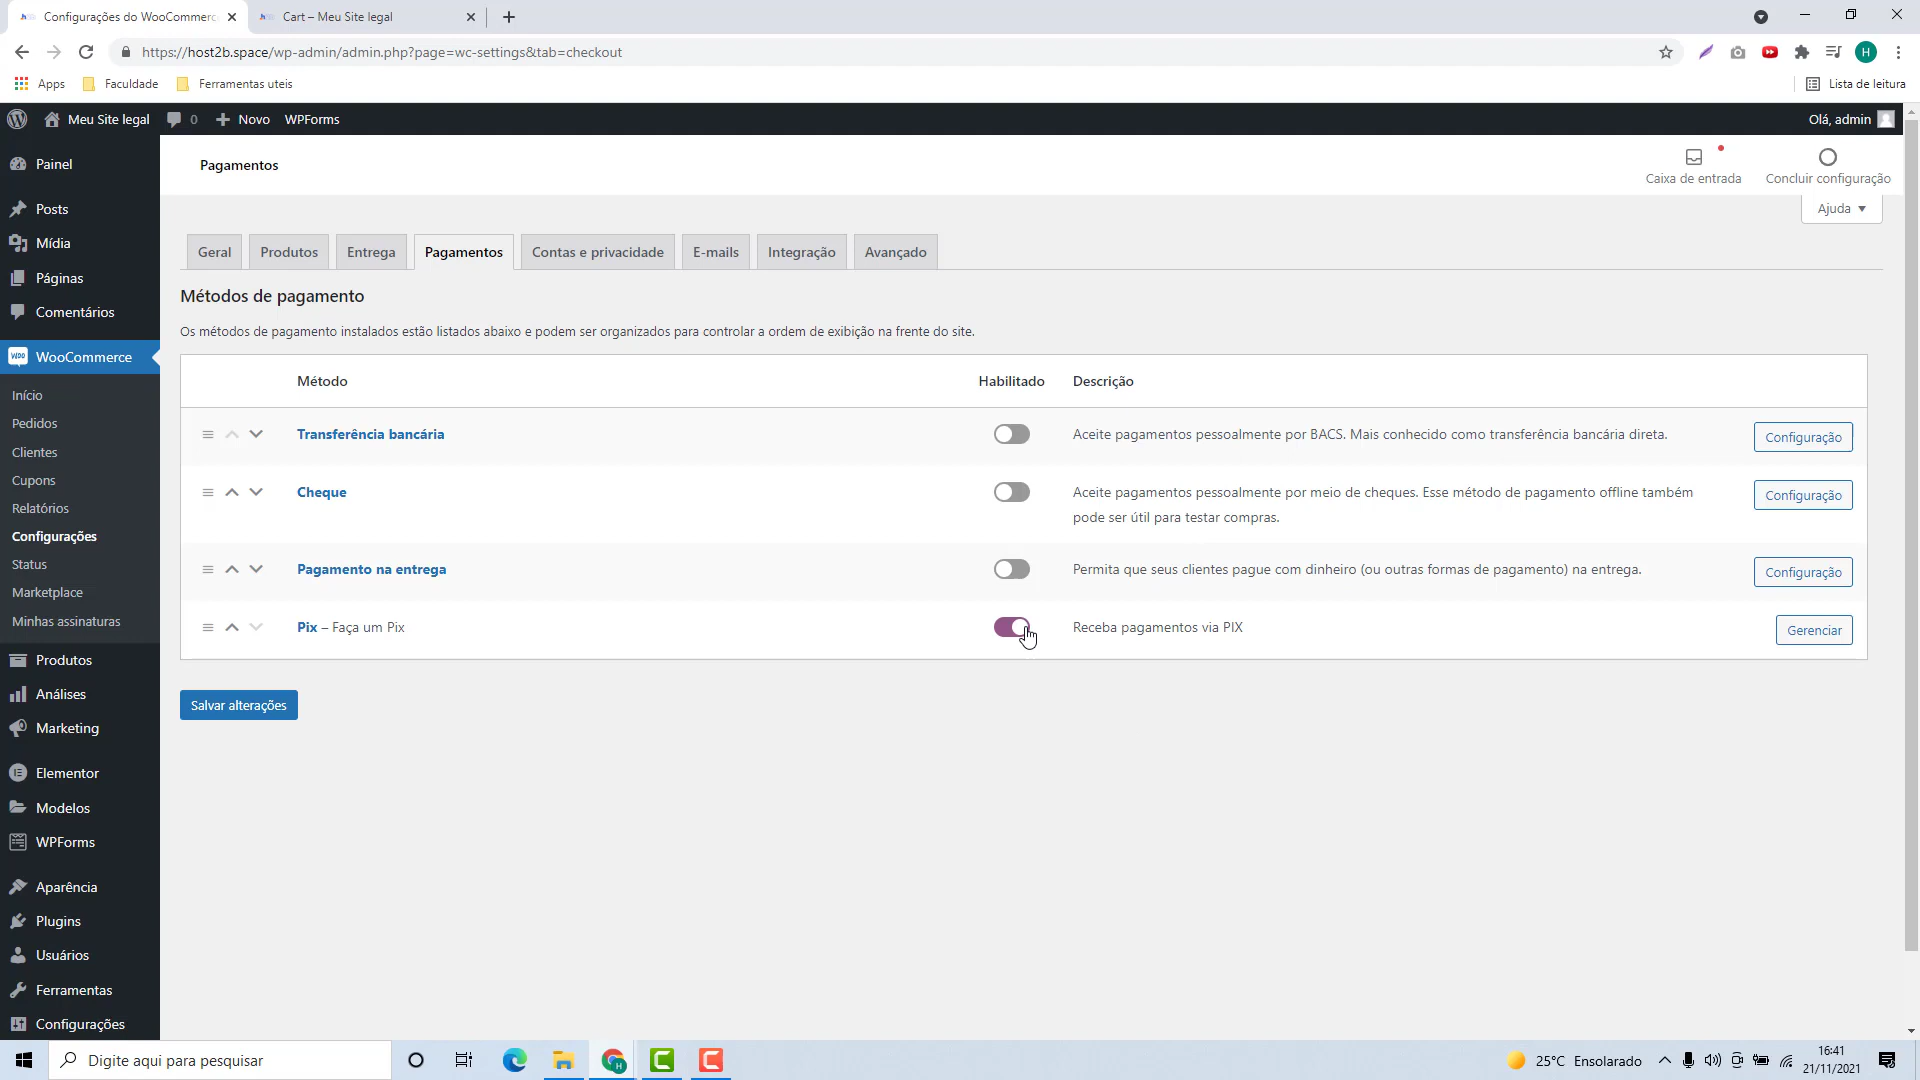 Configurações do WooCommerc
Cart – Meu Site legal
https://host2b.space/wp-admin/admin.php?page=wc-settings&tab=checkout
H
Apps
Faculdade
Ferramentas uteis
Lista de leitura
Meu Site legal
0
Novo
WPForms
Olá, admin
Painel
Posts
Mídia
Páginas
Comentários
WooCommerce
Início
Pedidos
Clientes
Cupons
Relatórios
Configurações
Status
Marketplace
Minhas assinaturas
Produtos
Análises
Marketing
Elementor
Modelos
WPForms
Aparência
Plugins
Usuários
Ferramentas
Configurações
Pagamentos
Caixa de entrada
Concluir configuração
Ajuda
Geral
Produtos
Entrega
Pagamentos
Contas e privacidade
E-mails
Integração
Avançado
Métodos de pagamento
Os métodos de pagamento instalados estão listados abaixo e podem ser organizados para controlar a ordem de exibição na frente do site.
Método
Habilitado
Descrição
Transferência bancária
Aceite pagamentos pessoalmente por BACS. Mais conhecido como transferência bancária direta.
Configuração
Cheque
Aceite pagamentos pessoalmente por meio de cheques. Esse método de pagamento offline também
pode ser útil para testar compras.
Configuração
Pagamento na entrega
Permita que seus clientes pague com dinheiro (ou outras formas de pagamento) na entrega.
Configuração
Pix – Faça um Pix
Receba pagamentos via PIX
Gerenciar
Salvar alterações
Digite aqui para pesquisar
25°C Ensolarado
16:41
21/11/2021